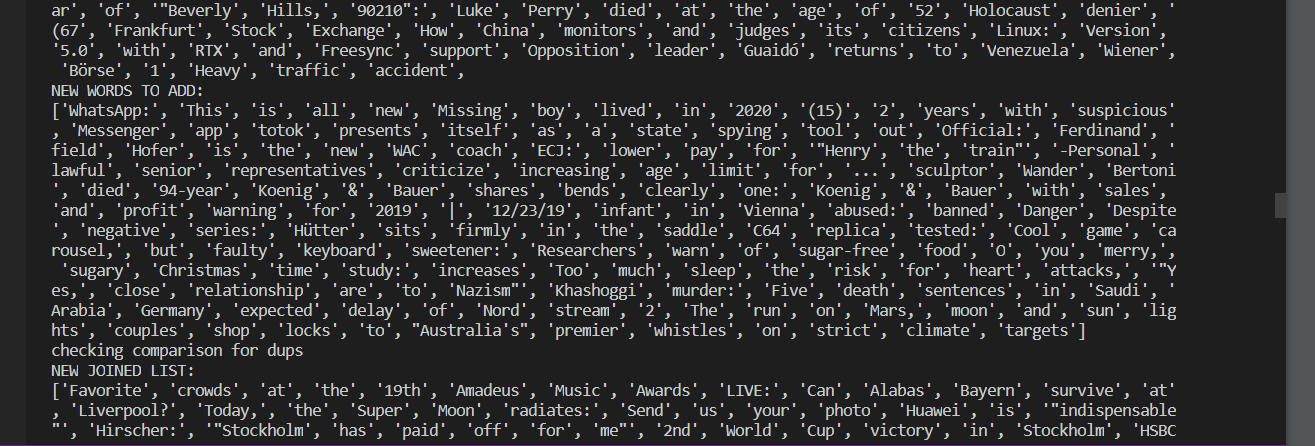 ar', 'of', '"Beverly', 'Hills,', '90210":', 'Luke', 'Perry', 'died', 'at', 'the', 'age', 'of', '52', 'Holocaust', 'denier', '
(67', 'Frankfurt', 'Stock', 'Exchange', 'How', 'China', 'monitors', 'and', 'judges', 'its', 'citizens', 'Linux:', 'Version',
'5.0', 'with', 'RTX', 'and', 'Freesync', 'support', 'Opposition', 'leader', 'Guaidó', 'returns', 'to', 'Venezuela', 'Wiener',
'Börse', '1', 'Heavy', 'traffic', 'accident',
NEW WORDS TO ADD:
['WhatsApp:', 'This', 'is', 'all', 'new', 'Missing', 'boy', 'lived', 'in', '2020', '(15)', '2', 'years', 'with', 'suspicious'
, 'Messenger', 'app', 'totok', 'presents', 'itself', 'as', 'a', 'state', 'spying', 'tool', 'out', 'Official:', 'Ferdinand', '
field', 'Hofer', 'is', 'the', 'new', 'WAC', 'coach', 'ECJ:', 'lower', 'pay', 'for', '"Henry', 'the', 'train"', '-Personal', '
lawful', 'senior', 'representatives', 'criticize', 'increasing', 'age', 'limit', 'for', '...', 'sculptor', 'Wander', 'Bertoni
', 'died', '94-year', 'Koenig', '&', 'Bauer', 'shares', 'bends', 'clearly', 'one:', 'Koenig', '&', 'Bauer', 'with', 'sales',
'and', 'profit', 'warning', 'for', '2019', '|', '12/23/19', 'infant', 'in', 'Vienna', 'abused:', 'banned', 'Danger', 'Despite
', 'negative', 'series:', 'Hütter', 'sits', 'firmly', 'in', 'the', 'saddle', 'C64', 'replica', 'tested:', 'Cool', 'game', 'ca
rousel,', 'but', 'faulty', 'keyboard', 'sweetener:', 'Researchers', 'warn', 'of', 'sugar-free', 'food', 'O', 'you', 'merry,',
'sugary', 'Christmas', 'time', 'study:', 'increases', 'Too', 'much', 'sleep', 'the', 'risk', 'for', 'heart', 'attacks,', '"Y
es,', 'close', 'relationship', 'are', 'to', 'Nazism"', 'Khashoggi', 'murder:', 'Five', 'death', 'sentences', 'in', 'Saudi', '
Arabia', 'Germany', 'expected', 'delay', 'of', 'Nord', 'stream', '2', 'The', 'run', 'on', 'Mars,', 'moon', 'and', 'sun', 'lig
hts', 'couples', 'shop', 'locks', 'to', "Australia's", 'premier', 'whistles', 'on', 'strict', 'climate', 'targets']
checking comparison for dups
NEW JOINED LIST:
['Favorite', 'crowds', 'at', 'the', '19th', 'Amadeus', 'Music', 'Awards', 'LIVE:', 'Can', 'Alabas', 'Bayern', 'survive', 'at'
, 'Liverpool?', 'Today,', 'the', 'Super', 'Moon', 'radiates:', 'Send', 'us', 'your', 'photo', 'Huawei', 'is', '"indispensable
"', 'Hirscher:', '"Stockholm', 'has', 'paid', 'off', 'for', 'me"', '2nd', 'World', 'Cup', 'victory', 'in', 'Stockholm', 'HSBC